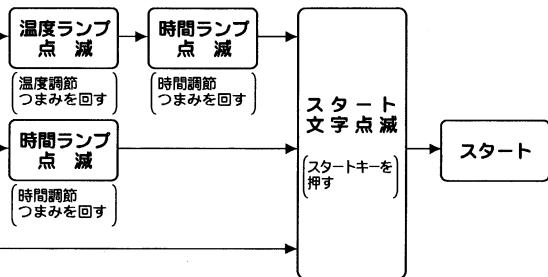 温度ランプ
点 滅
温度調節
つまみを回す
時間ランプ
点 滅
時間調節
つまみを回す
時間ランプ
点 滅
時間調節
つまみを回す
スタート
文字点滅
スタートキーを
押す
スタート